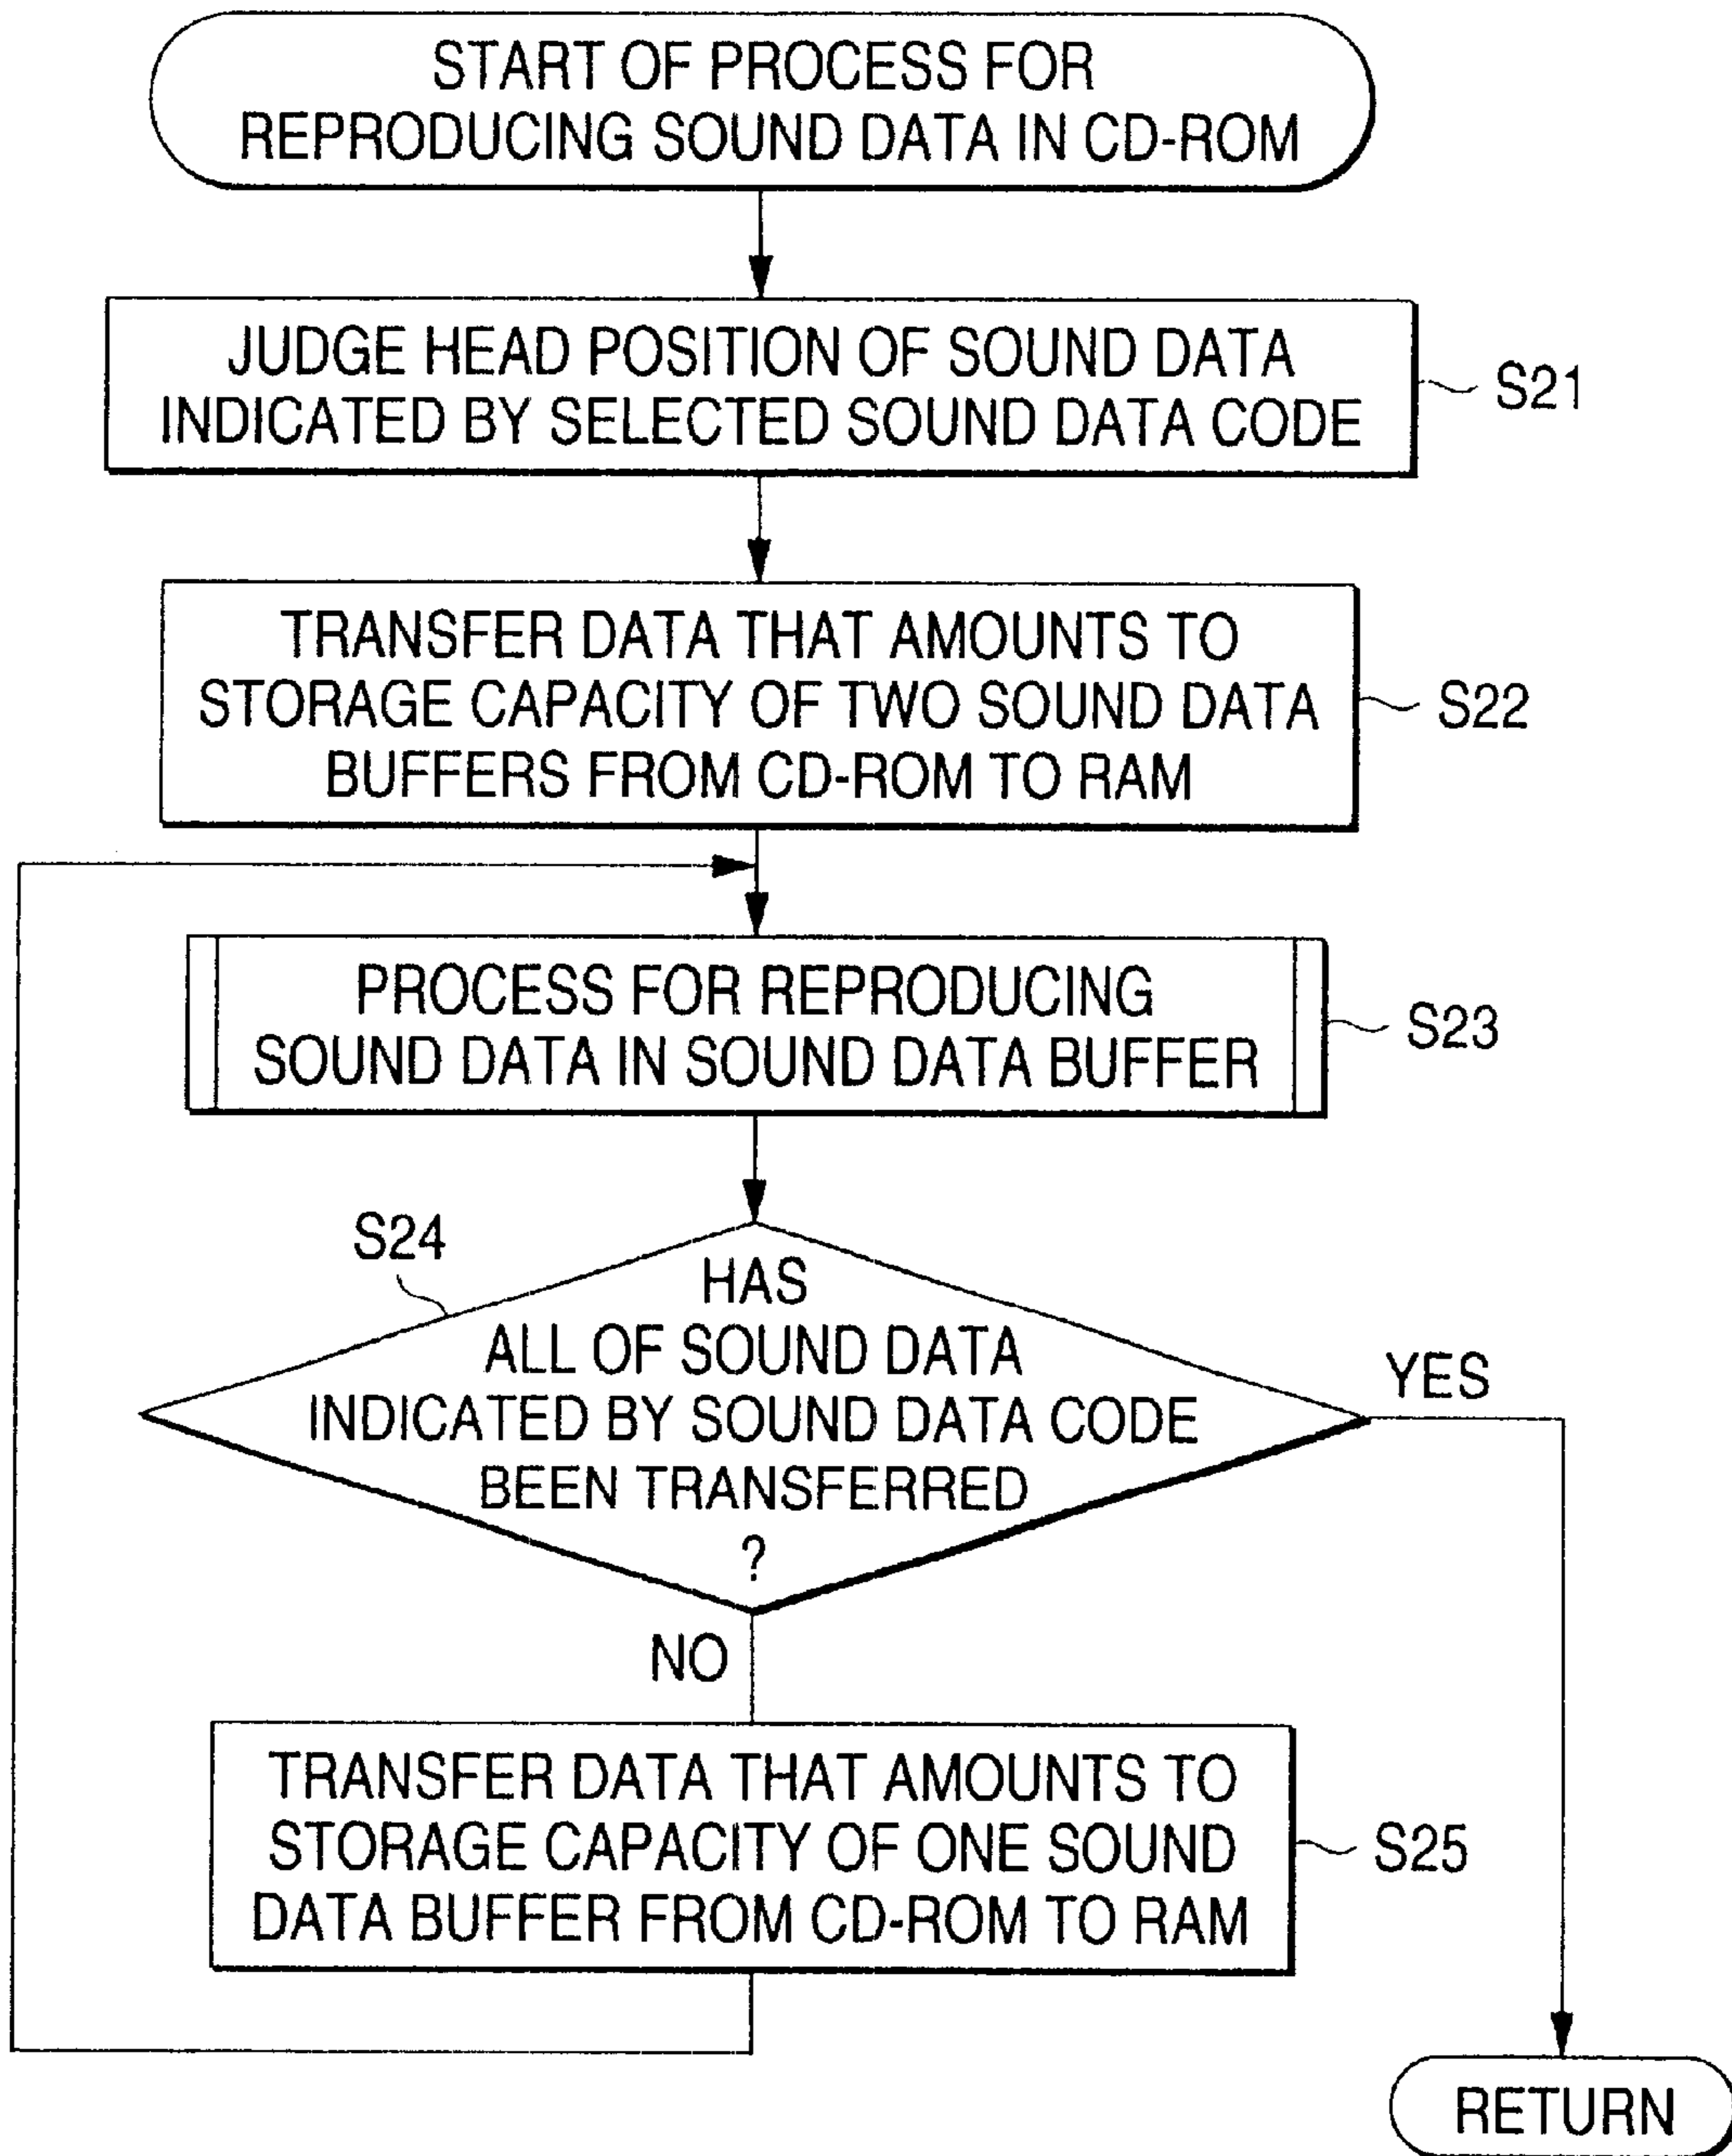 START OF PROCESS FOR
REPRODUCING SOUND DATA IN CD-ROM
JUDGE HEAD POSITION OF SOUND DATA
INDICATED BY SELECTED SOUND DATA CODE
S21
TRANSFER DATA THAT AMOUNTS TO
STORAGE CAPACITY OF TWO SOUND DATA
BUFFERS FROM CD-ROM TO RAM
S22
PROCESS FOR REPRODUCING
SOUND DATA IN SOUND DATA BUFFER
S23
S24
HAS
ALL OF SOUND DATA
INDICATED BY SOUND DATA CODE
BEEN TRANSFERRED
?
YES
NO
TRANSFER DATA THAT AMOUNTS TO
STORAGE CAPACITY OF ONE SOUND
DATA BUFFER FROM CD-ROM TO RAM
S25
RETURN